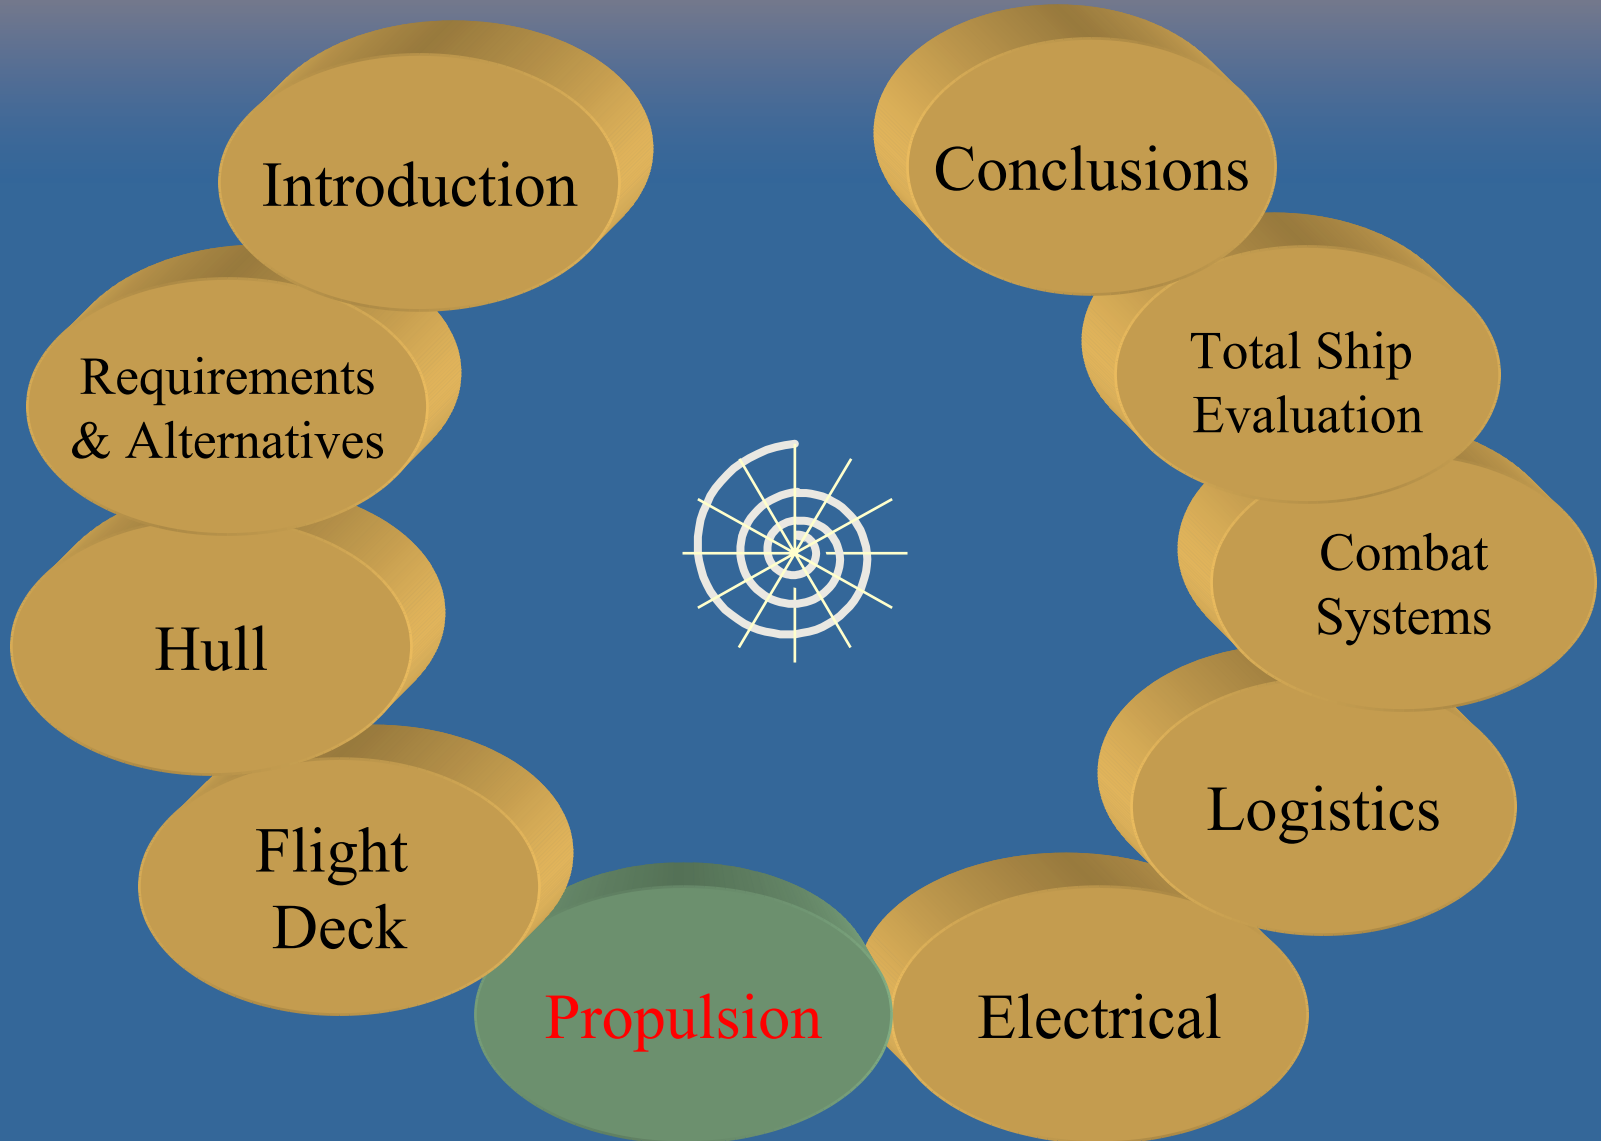 Introduction
Requirements
& Alternatives
Hull
Flight
Deck
Propulsion
Electrical
Logistics
Combat
Systems
Total Ship
Evaluation
Conclusions